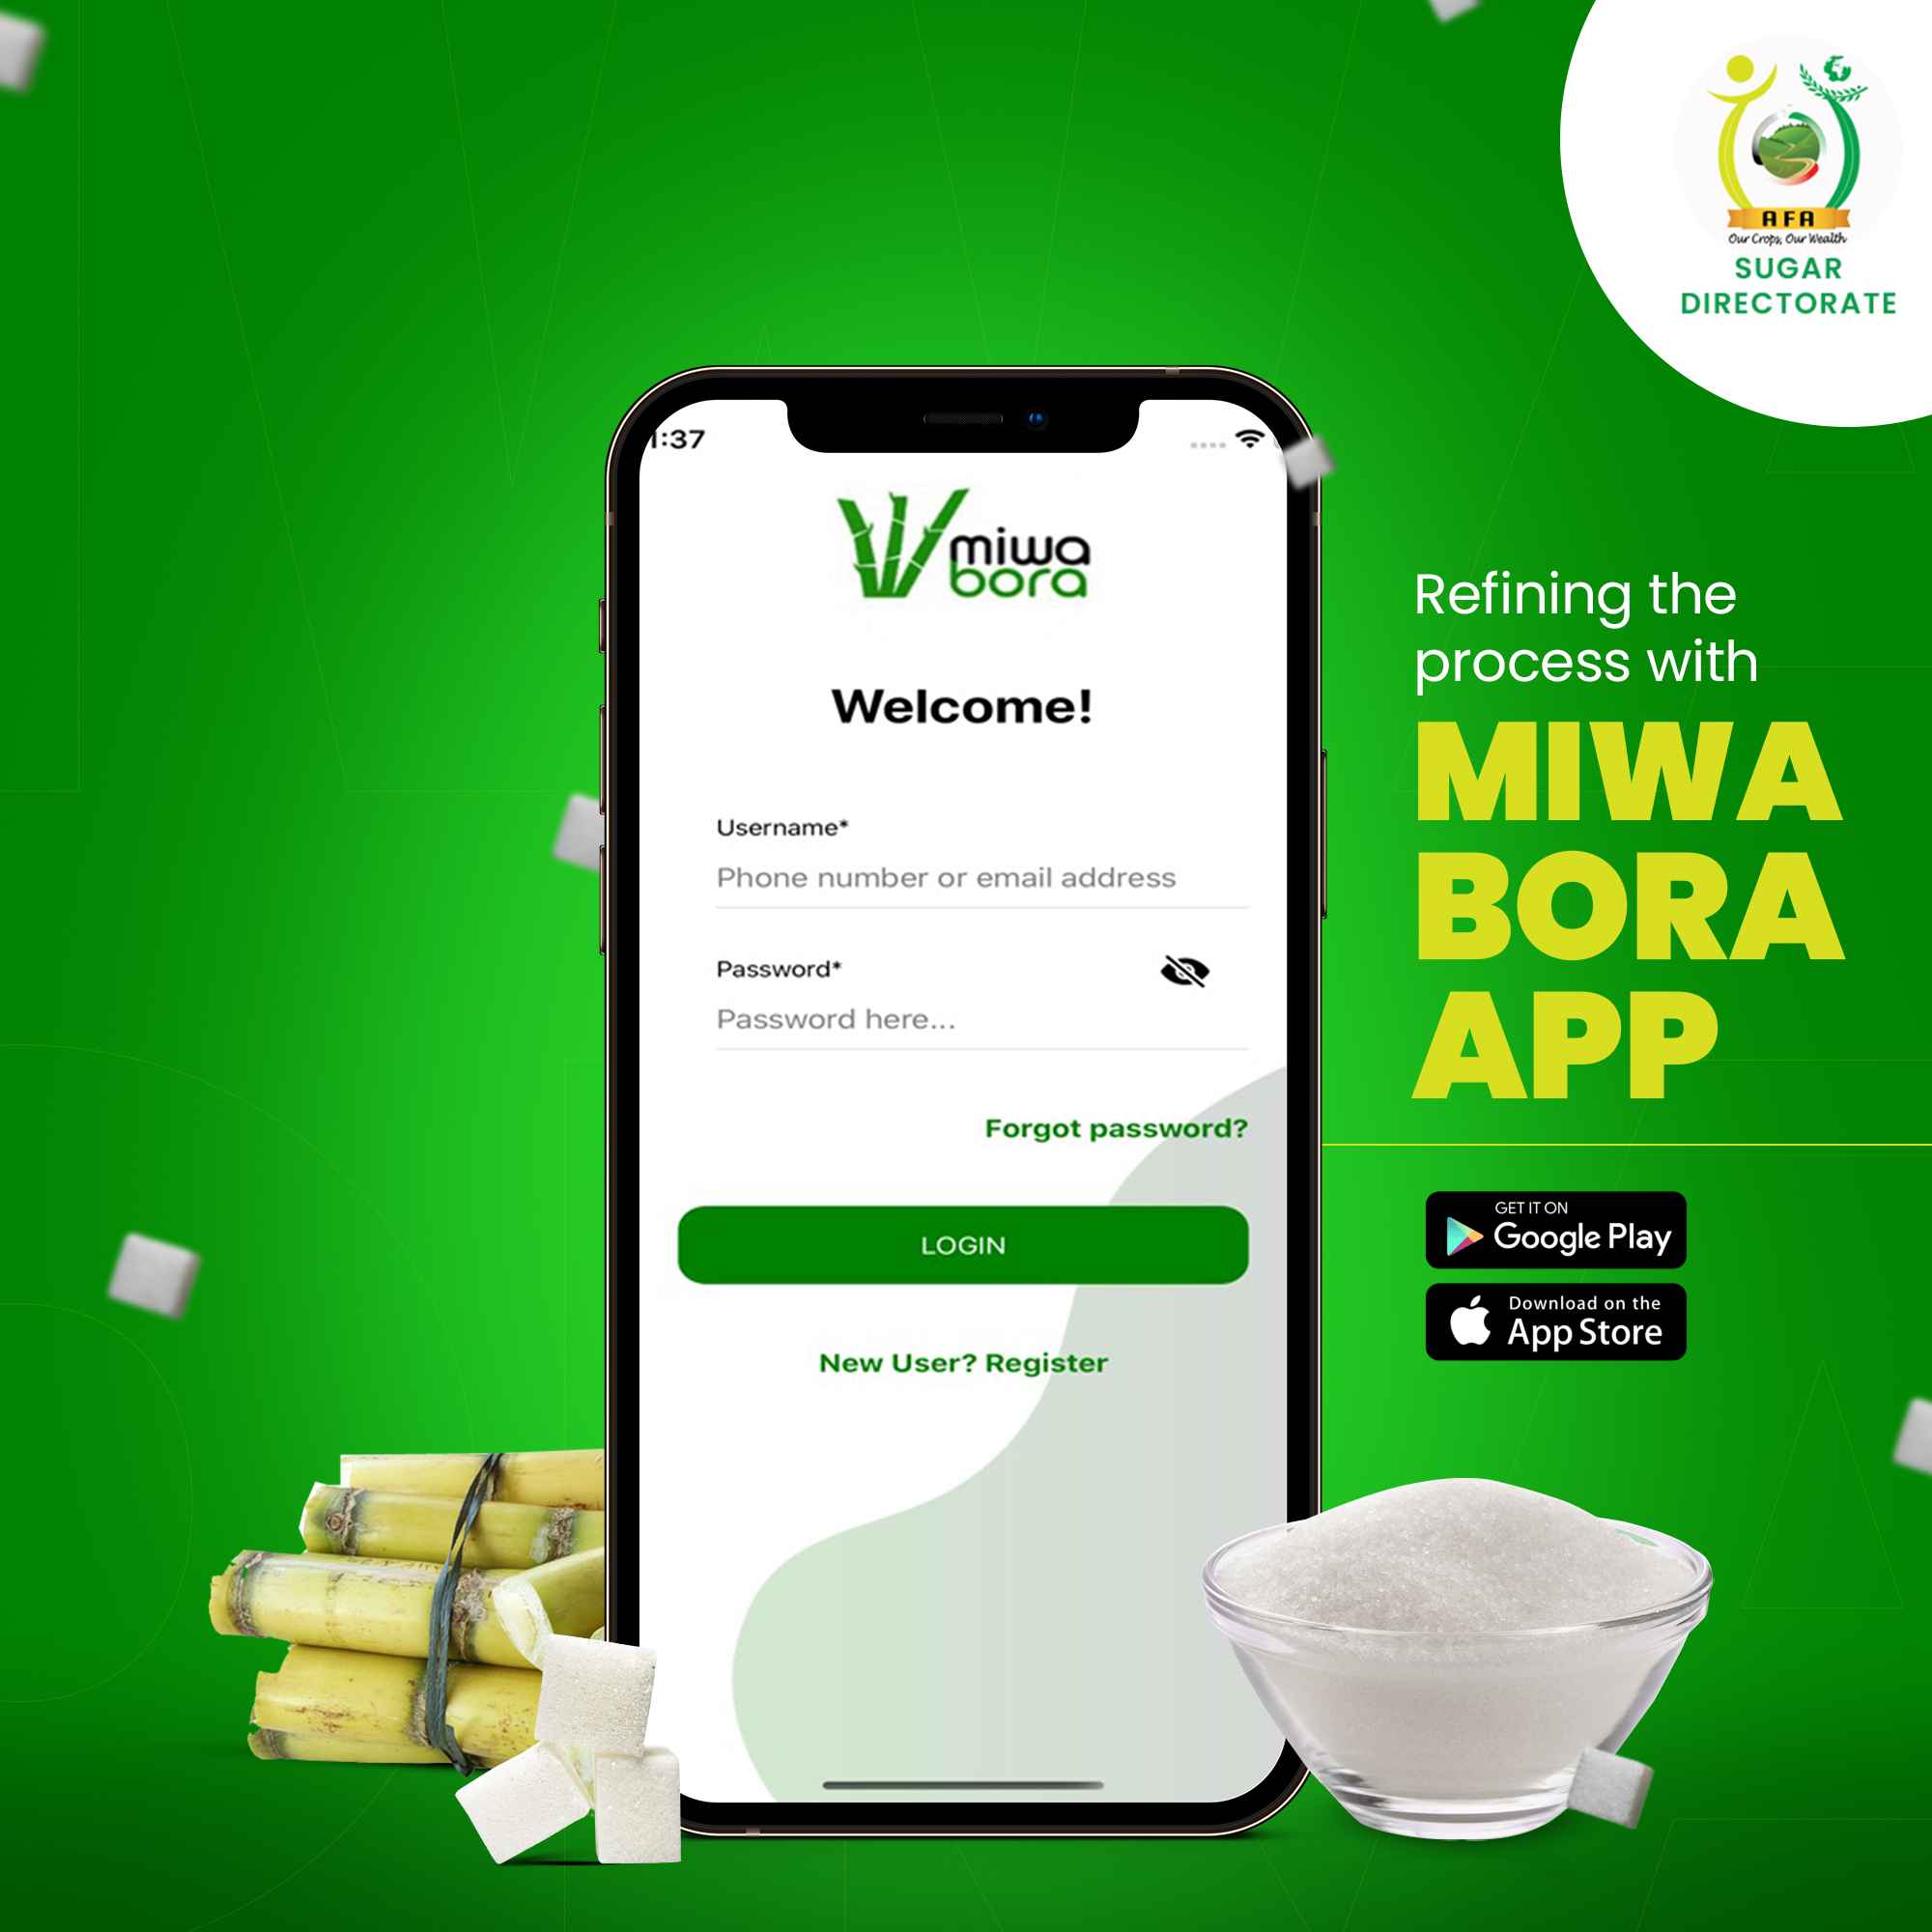 AFA
Our Crops, Our Wealth
SUGAR
DIRECTORATE
1:37
miwa
bora
Welcome!
Username*
Phone number or email address
Password*
Password here...
Forgot password?
LOGIN
New User? Register
Refining the
process with
MIWA
BORA
APP
GET IT ON
Google Play
Download on the
App Store